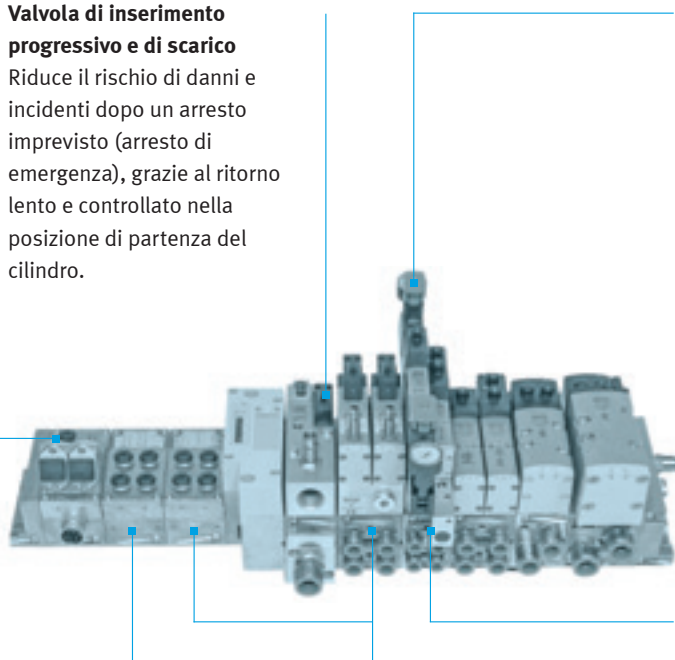 Valvola di inserimento
progressivo e di scarico
Riduce il rischio di danni e
incidenti dopo un arresto
imprevisto (arresto di
emergenza), grazie al ritorno
lento e controllato nella
posizione di partenza del
cilindro.